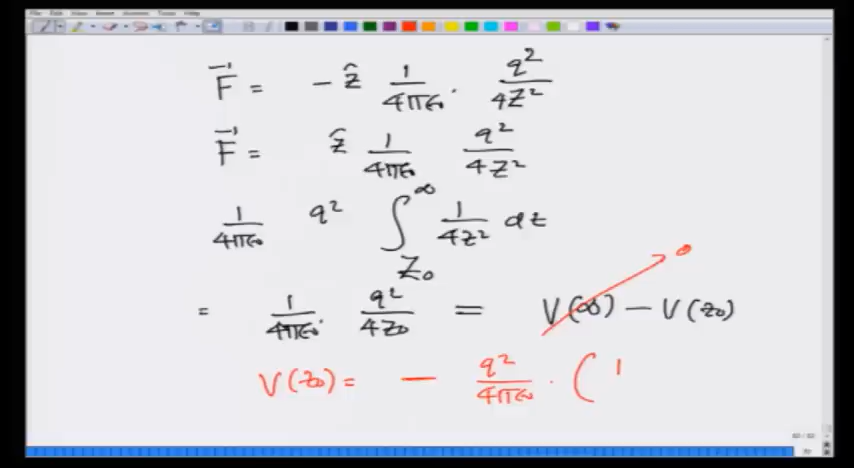 F⃗ = − ẑ 1/4πε₀ · q²/4Z²
F⃗ = ẑ 1/4πε₀ q²/4Z²
1/4πε₀ q² ∫_{Z₀}^{∞} 1/4z² dz
= 1/4πε₀ · q²/4z₀ = V(∞) − V(z₀) 0
V(z₀) = − q²/4πε₀ · ( 1